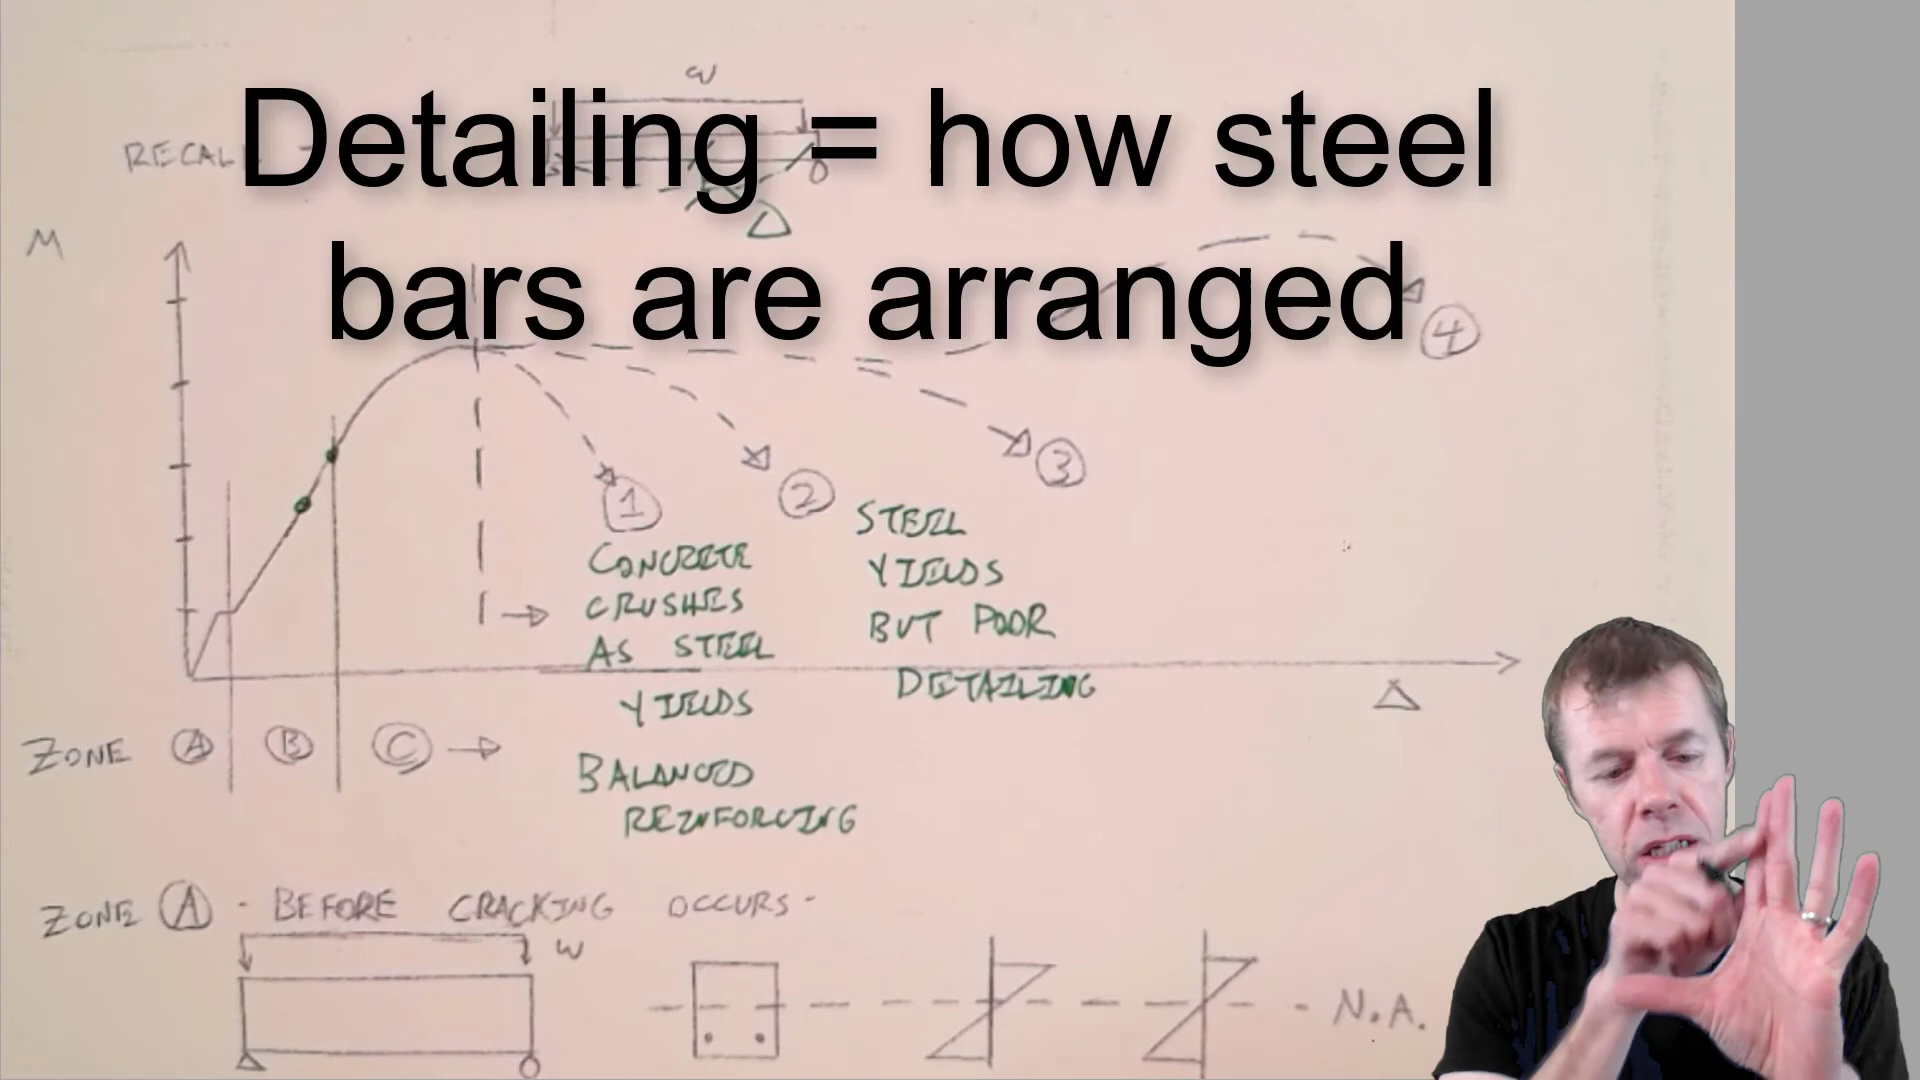 Detailing = how steel
bars are arranged
RECALL
w
Δ
M
4
3
2
1
STEEL
YIELDS
BUT POOR
DETAILING
CONCRETE
CRUSHES
AS STEEL
YIELDS
Δ
ZONE A B C
BALANCED
REINFORCING
ZONE A - BEFORE CRACKING OCCURS -
w
N.A.